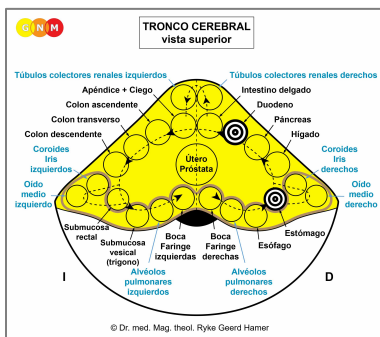 GNM
TRONCO CEREBRAL
vista superior
Túbulos colectores renales izquierdos
Túbulos colectores renales derechos
Apéndice + Ciego
Intestino delgado
Colon ascendente
Duodeno
Colon transverso
Páncreas
Colon descendente
Hígado
Coroides
Iris
izquierdos
Coroides
Iris
derechos
Útero
Próstata
Oído
medio
izquierdo
Oído
medio
derecho
Submucosa
rectal
Submucosa
vesical
(trígono)
Boca
Faringe
izquierdas
Boca
Faringe
derechas
Estómago
Esófago
Alvéolos
pulmonares
izquierdos
Alvéolos
pulmonares
derechos
I
D
© Dr. med. Mag. theol. Ryke Geerd Hamer